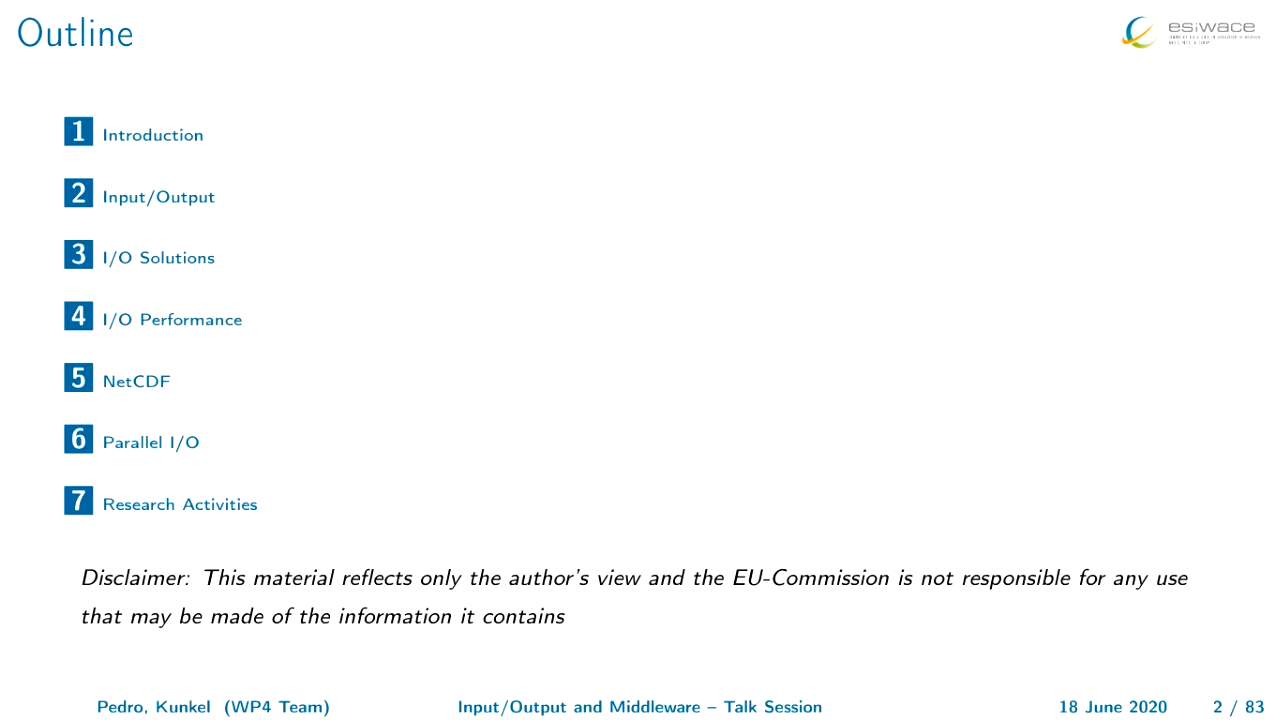 Outline
esiwace
1 Introduction
2 Input/Output
3 I/O Solutions
4 I/O Performance
5 NetCDF
6 Parallel I/O
7 Research Activities
Disclaimer: This material reflects only the author's view and the EU-Commission is not responsible for any use
that may be made of the information it contains
Pedro, Kunkel (WP4 Team) Input/Output and Middleware – Talk Session 18 June 2020 2 / 83